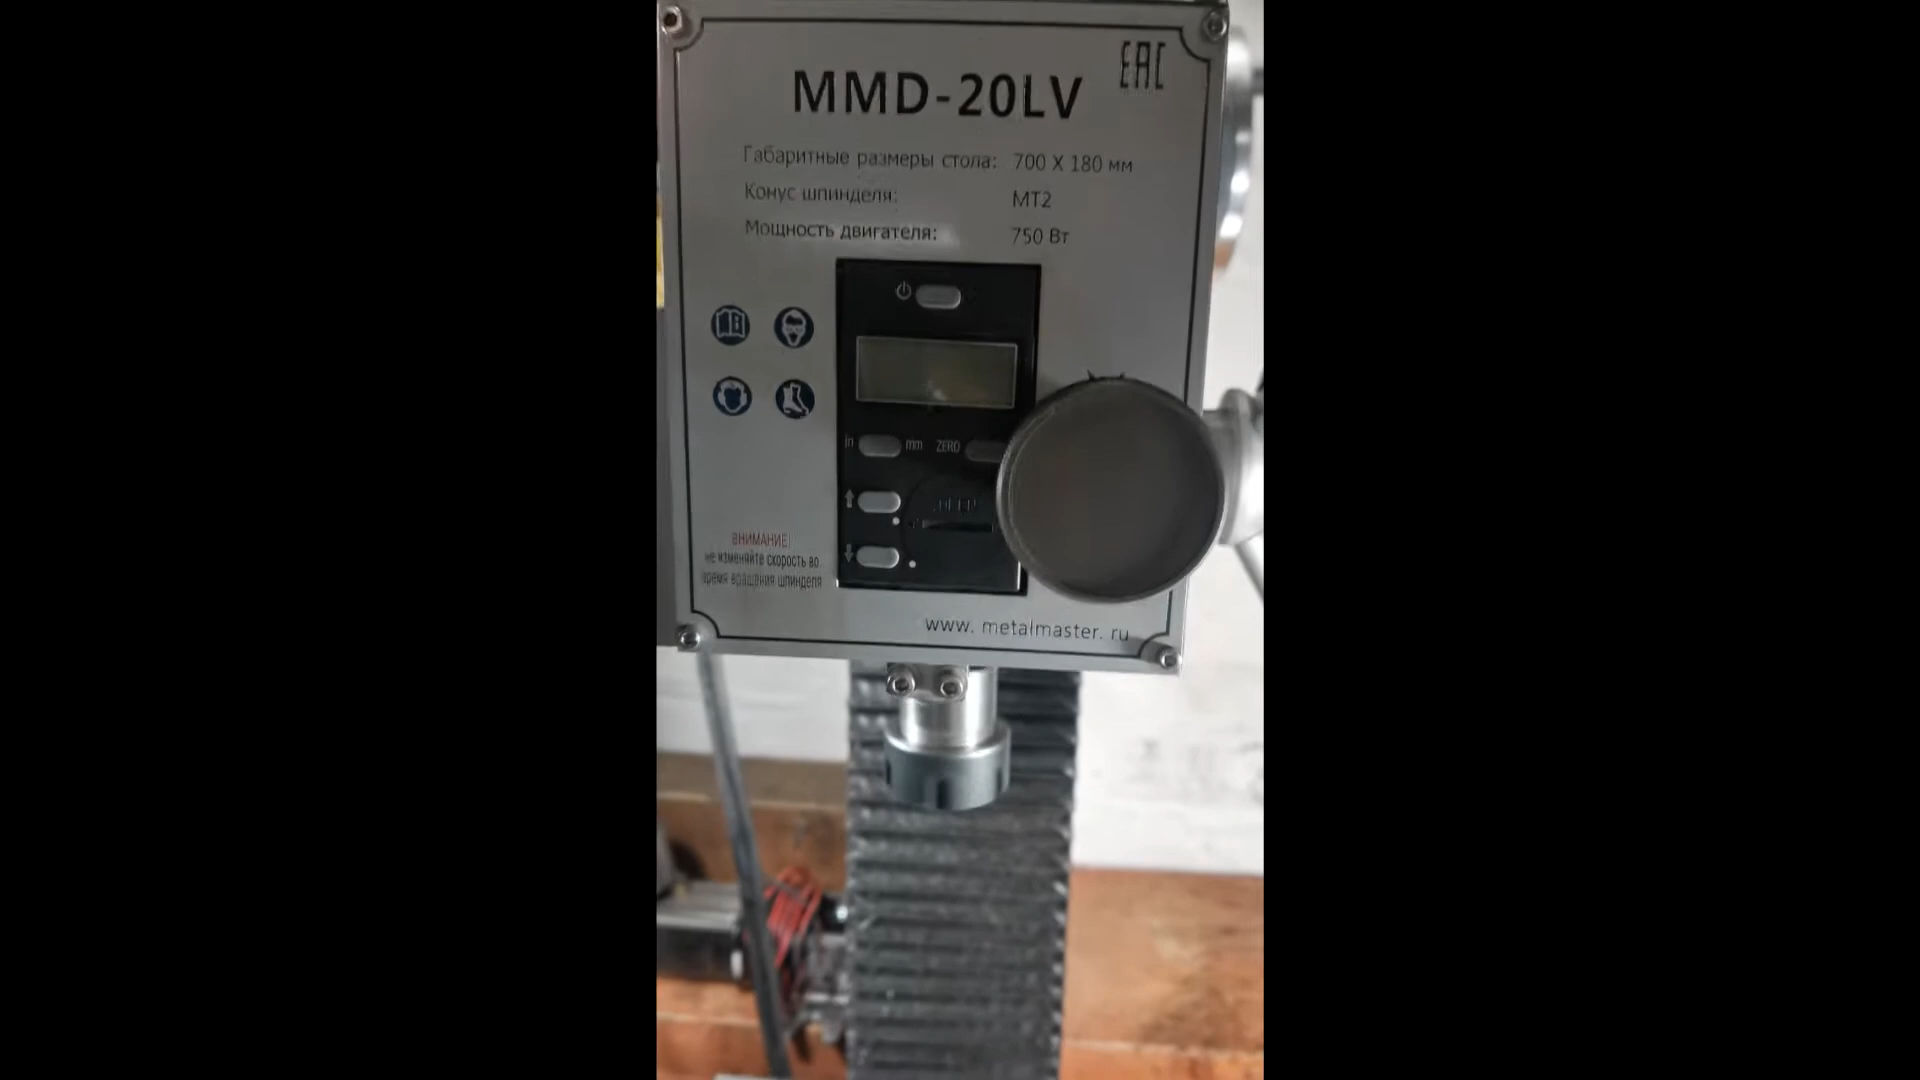 EAC
MMD-20LV
Габаритные размеры стола: 700 X 180 мм
Конус шпинделя: МТ2
Мощность двигателя: 750 Вт
in mm ZERO
ВНИМАНИЕ!
не изменяйте скорость во
время вращения шпинделя
www. metalmaster. ru